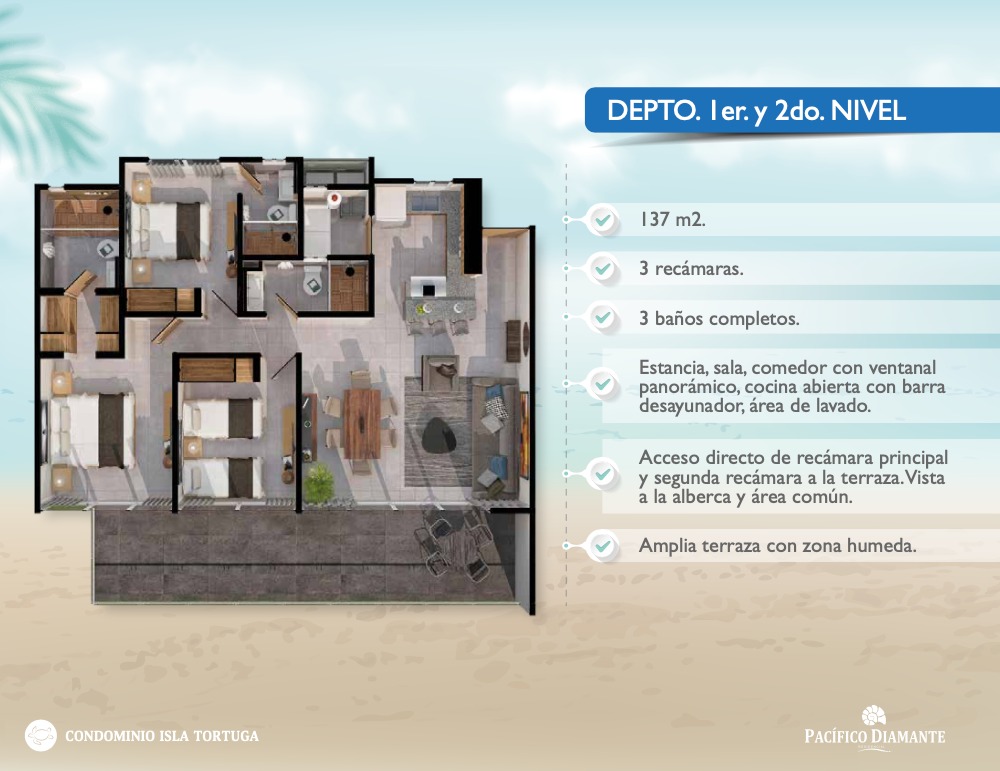 DEPTO. 1er. y 2do. NIVEL
137 m2.
3 recámaras.
3 baños completos.
Estancia, sala, comedor con ventanal
panorámico, cocina abierta con barra
desayunador, área de lavado.
Acceso directo de recámara principal
y segunda recámara a la terraza. Vista
a la alberca y área común.
Amplia terraza con zona humeda.
CONDOMINIO ISLA TORTUGA
PACÍFICO DIAMANTE